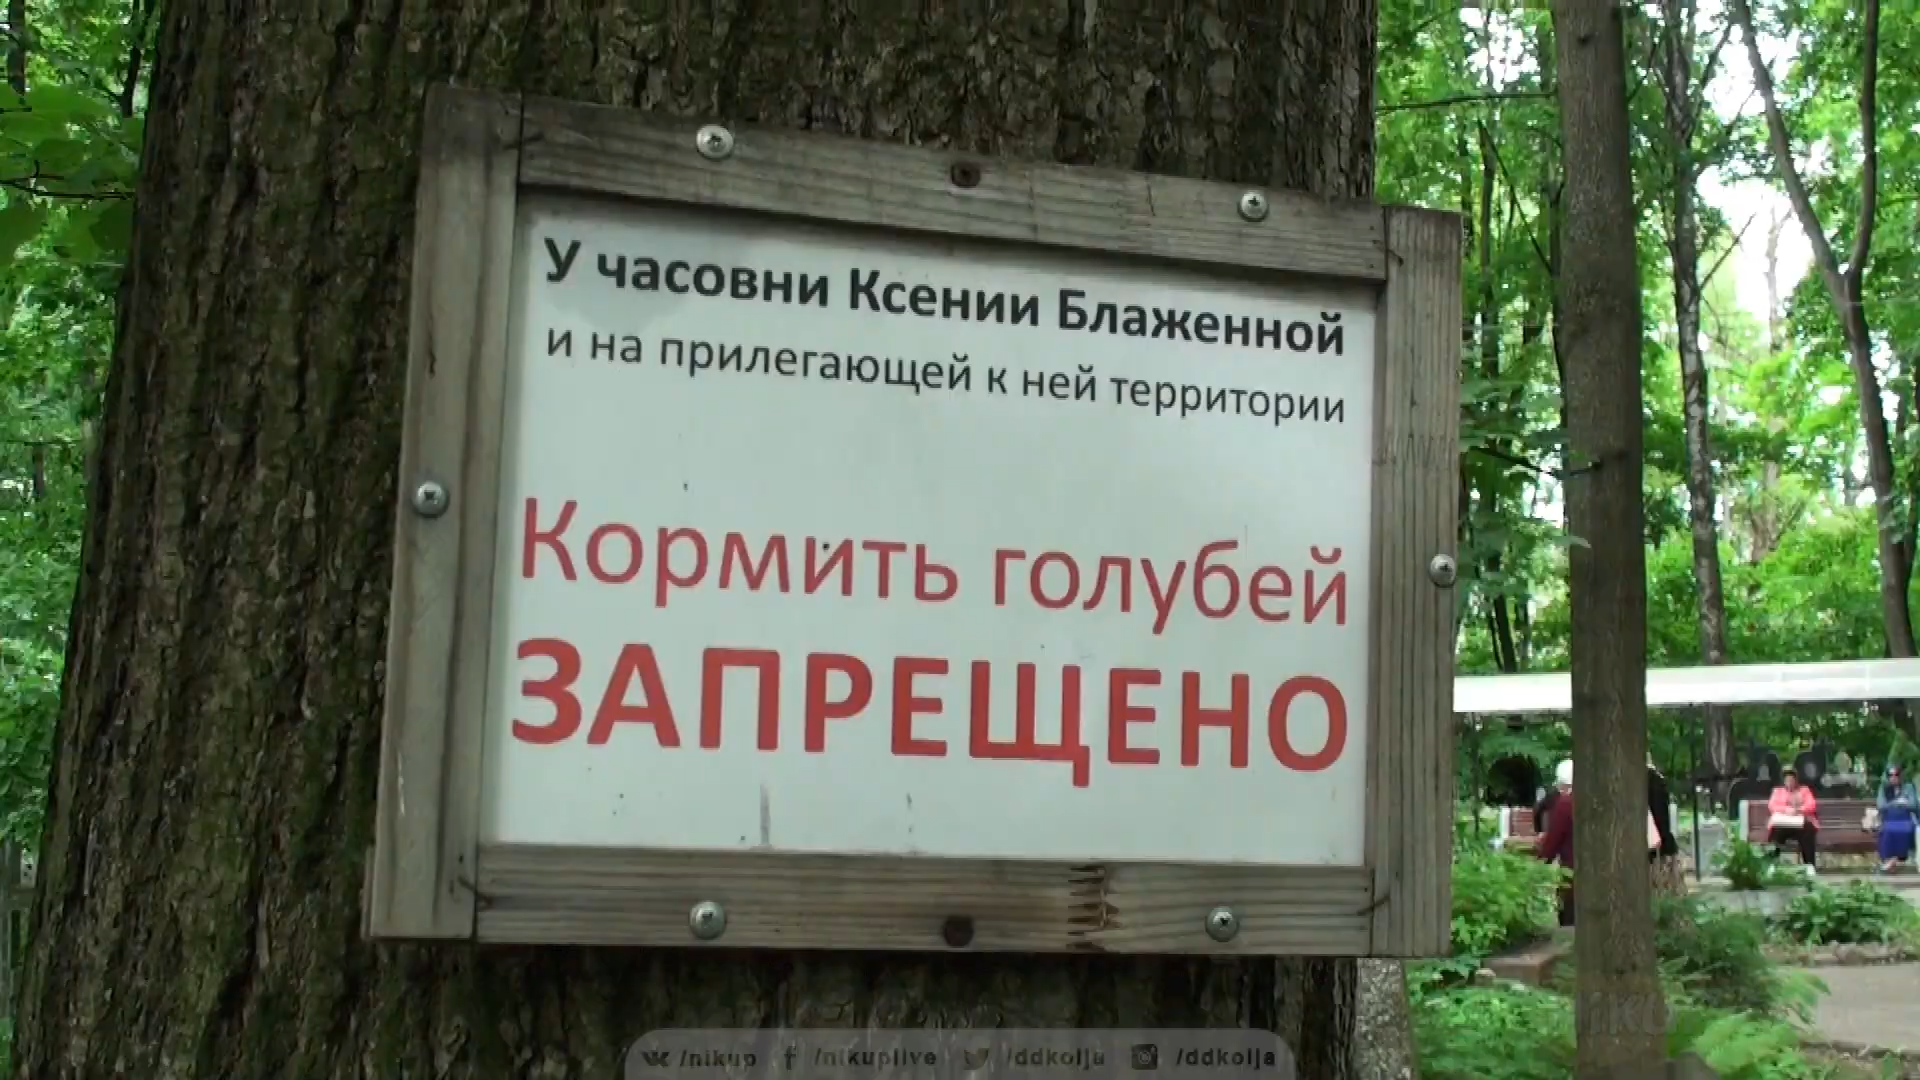 У часовни Ксении Блаженной
и на прилегающей к ней территории
Кормить голубей
ЗАПРЕЩЕНО
/nikup /nikuplive /ddkolja /ddkolja